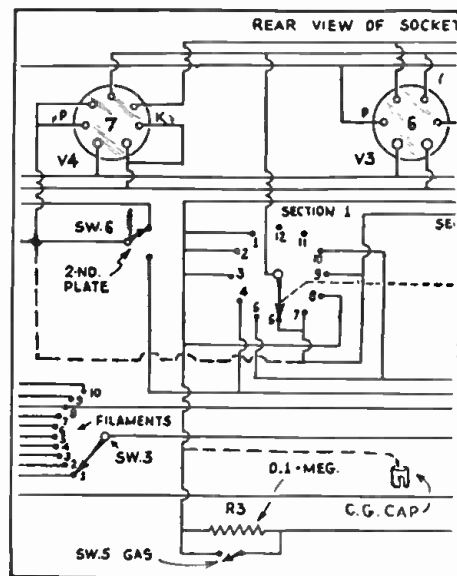 REAR VIEW OF SOCKET
P
7
K
P
6
V4
V3
SW.6
SECTION 1
SE
2-ND.
PLATE
1
12
11
2
10
3
9
4
8
5
6
7
10
9
8
7
FILAMENTS
6
5
4
3
SW.3
2
1
0.1-MEG.
R3
C.G. CAP
SW.5 GAS